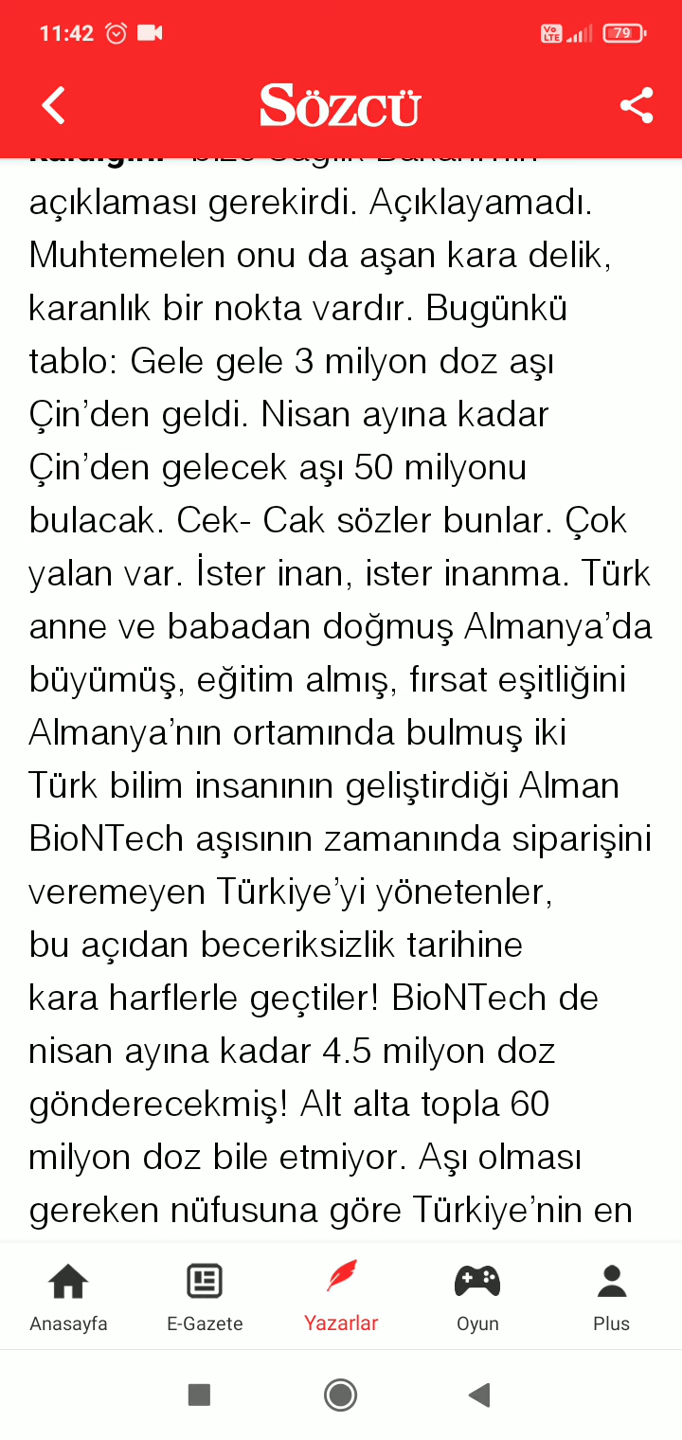 11:42
Vo LTE
79
SÖZCÜ
açıklaması gerekirdi. Açıklayamadı.
Muhtemelen onu da aşan kara delik,
karanlık bir nokta vardır. Bugünkü
tablo: Gele gele 3 milyon doz aşı
Çin’den geldi. Nisan ayına kadar
Çin’den gelecek aşı 50 milyonu
bulacak. Cek- Cak sözler bunlar. Çok
yalan var. İster inan, ister inanma. Türk
anne ve babadan doğmuş Almanya’da
büyümüş, eğitim almış, fırsat eşitliğini
Almanya’nın ortamında bulmuş iki
Türk bilim insanının geliştirdiği Alman
BioNTech aşısının zamanında siparişini
veremeyen Türkiye’yi yönetenler,
bu açıdan beceriksizlik tarihine
kara harflerle geçtiler! BioNTech de
nisan ayına kadar 4.5 milyon doz
gönderecekmiş! Alt alta topla 60
milyon doz bile etmiyor. Aşı olması
gereken nüfusuna göre Türkiye’nin en
Anasayfa
E-Gazete
Yazarlar
Oyun
Plus